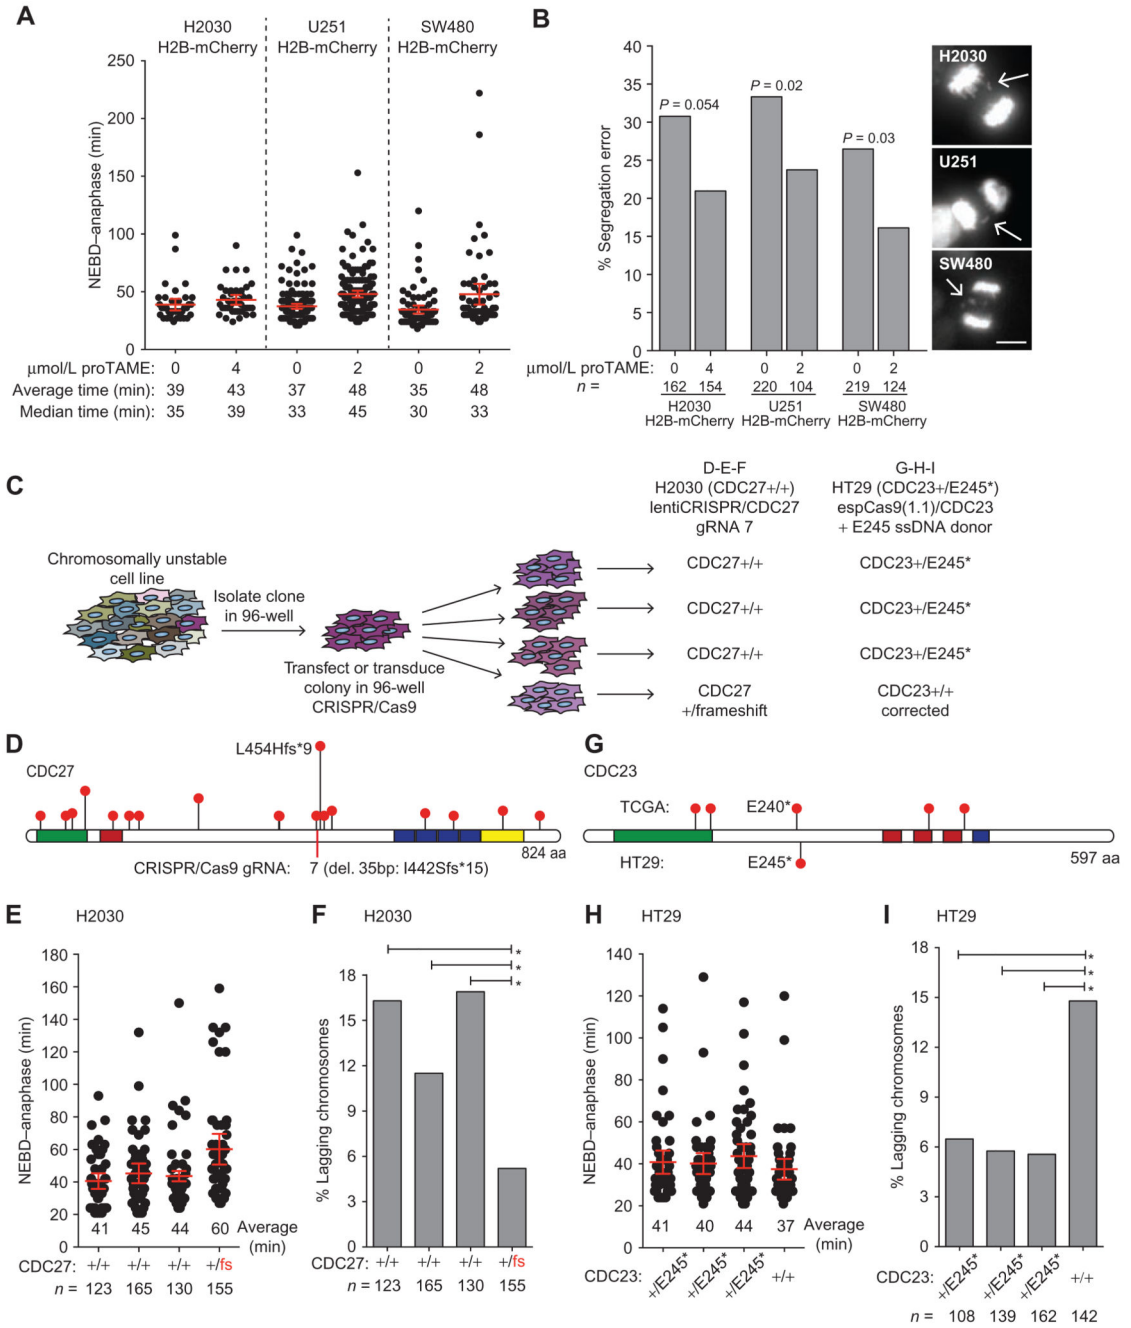 A
H2030
H2B-mCherry
U251
H2B-mCherry
SW480
H2B-mCherry
NEBD–anaphase (min)
250
200
150
100
50
0
μmol/L proTAME: 0 4 0 2 0 2
Average time (min): 39 43 37 48 35 48
Median time (min): 35 39 33 45 30 33
B
% Segregation error
40
35
30
25
20
15
10
5
0
P = 0.054
P = 0.02
P = 0.03
μmol/L proTAME: 0 4 0 2 0 2
n = 162 154 220 104 219 124
H2030
H2B-mCherry
U251
H2B-mCherry
SW480
H2B-mCherry
H2030
U251
SW480
C
Chromosomally unstable
cell line
Isolate clone
in 96-well
Transfect or transduce
colony in 96-well
CRISPR/Cas9
D-E-F
H2030 (CDC27+/+)
lentiCRISPR/CDC27
gRNA 7
CDC27+/+
CDC27+/+
CDC27+/+
CDC27
+/frameshift
G-H-I
HT29 (CDC23+/E245*)
espCas9(1.1)/CDC23
+ E245 ssDNA donor
CDC23+/E245*
CDC23+/E245*
CDC23+/E245*
CDC23+/+
corrected
D
CDC27
L454Hfs*9
824 aa
CRISPR/Cas9 gRNA: 7 (del. 35bp: I442Sfs*15)
G
CDC23
TCGA: E240*
HT29: E245*
597 aa
E
H2030
NEBD–anaphase (min)
180
160
140
120
100
80
60
40
20
0
41 45 44 60 Average
(min)
CDC27: +/+ +/+ +/+ +/fs
n = 123 165 130 155
F
H2030
% Lagging chromosomes
18
15
12
9
6
3
0
*
*
*
CDC27: +/+ +/+ +/+ +/fs
n = 123 165 130 155
H
HT29
NEBD–anaphase (min)
140
120
100
80
60
40
20
0
41 40 44 37 Average
(min)
CDC23: +/E245* +/E245* +/E245* +/+
I
HT29
% Lagging chromosomes
18
15
12
9
6
3
0
*
*
*
CDC23: +/E245* +/E245* +/E245* +/+
n = 108 139 162 142